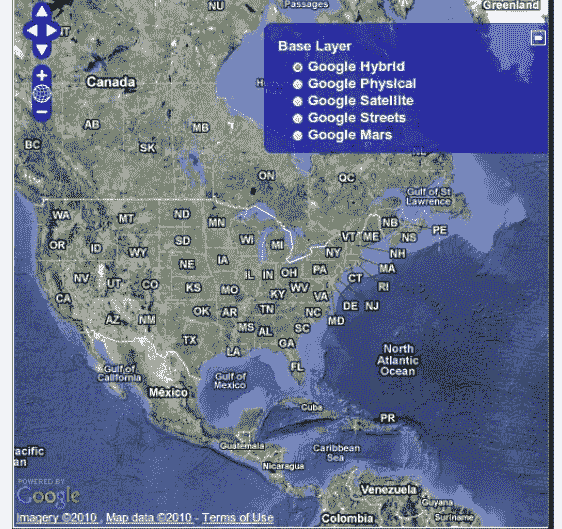 NU
Passages
Greenland
Base Layer
Google Hybrid
Google Physical
Google Satellite
Google Streets
Google Mars
Canada
AB
BC
SK
MB
ON
QC
NL
Gulf of St
Lawrence
WA
MT
ND
MN
NB
PE
OR
ID
WY
SD
WI
MI
VT
ME
NS
NY
NH
NE
IA
MA
NV
UT
CO
IL
IN
OH
PA
CT
RI
CA
KS
MO
KY
WV
VA
DE
NJ
AZ
NM
OK
AR
TN
NC
MD
TX
MS
AL
SC
LA
GA
FL
North
Atlantic
Ocean
Gulf of
California
Gulf of
Mexico
México
Cuba
PR
Guatemala
Caribbean
Sea
Nicaragua
acific
an
Venezuela
Guyana
Suriname
Colombia
POWERED BY
Google
Imagery ©2010 , Map data ©2010 - Terms of Use